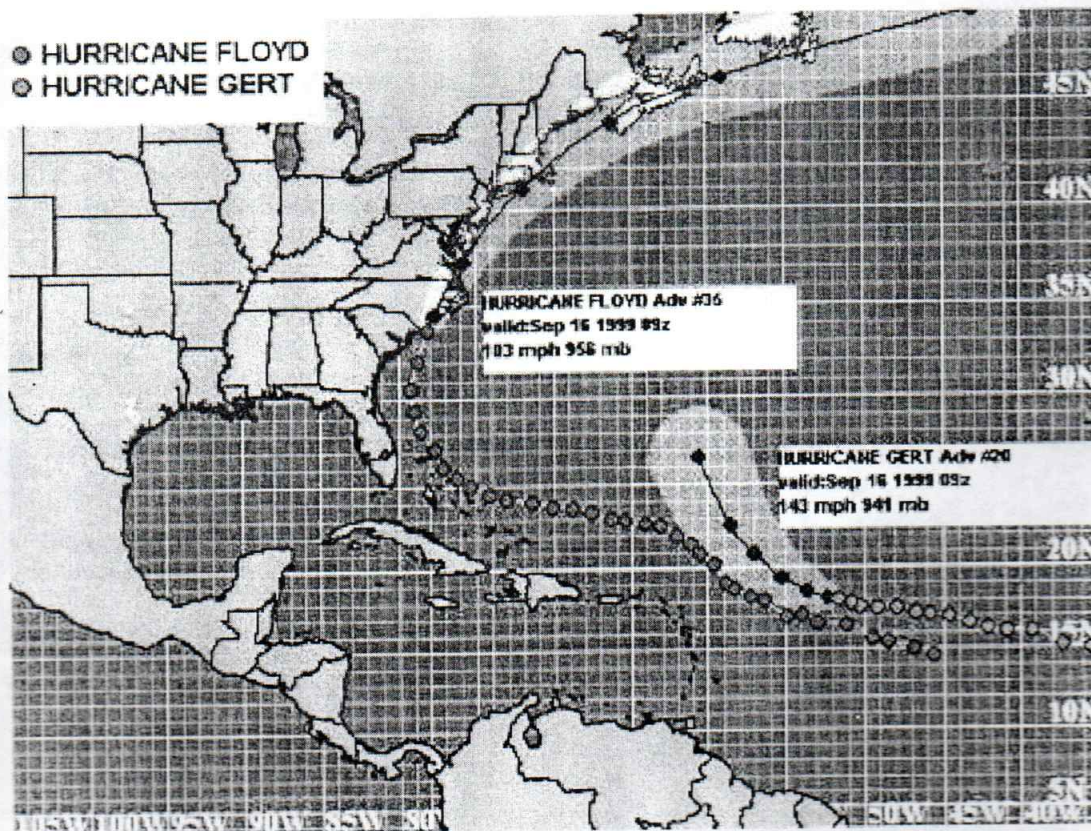 HURRICANE FLOYD
HURRICANE GERT
45N
40N
35N
HURRICANE FLOYD Adv #36
valid:Sep 16 1999 09z
103 mph 956 mb
30N
HURRICANE GERT Adv #20
valid:Sep 16 1999 09z
143 mph 941 mb
20N
15N
10N
5N
105W 100W 95W 90W 85W 80 50W 45W 40W